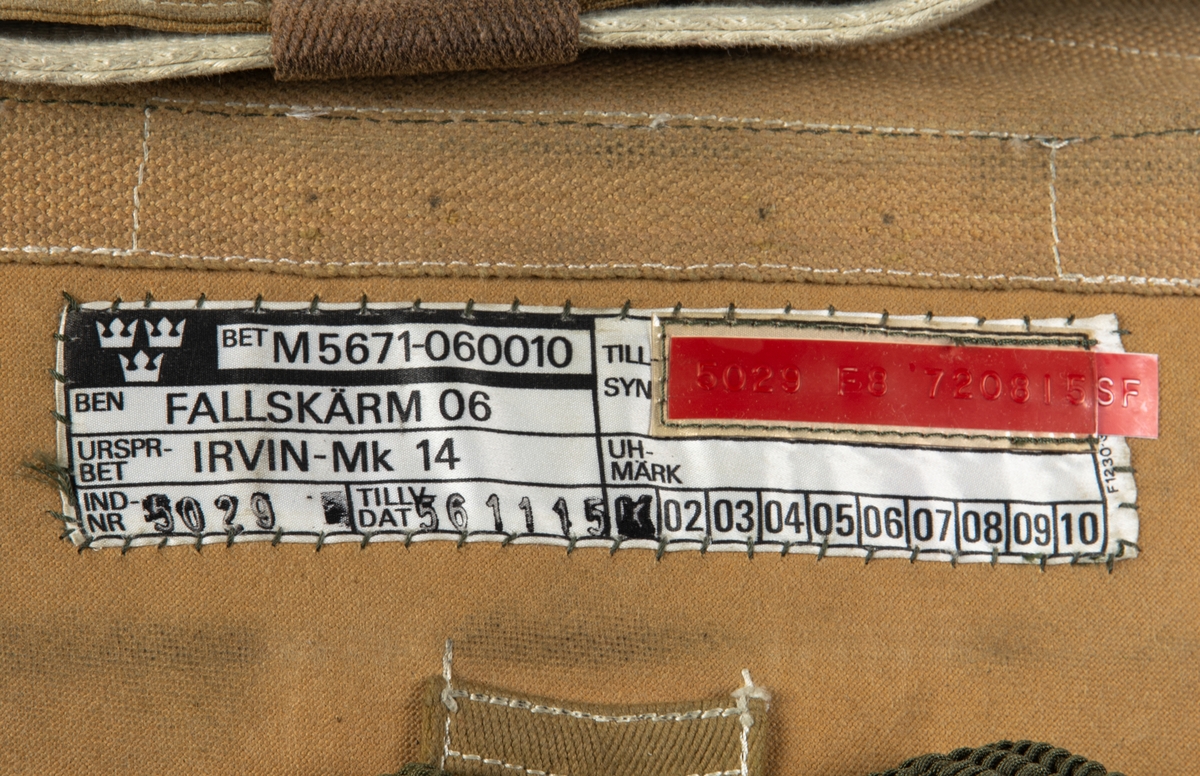 BET M5671-060010
BEN FALLSKÄRM 06
URSPR-BET IRVIN-Mk 14
IND-NR 5029
TILLV DAT 561115
TILL SYN
5029 E8 720815SF
UH-MÄRK
02 03 04 05 06 07 08 09 10